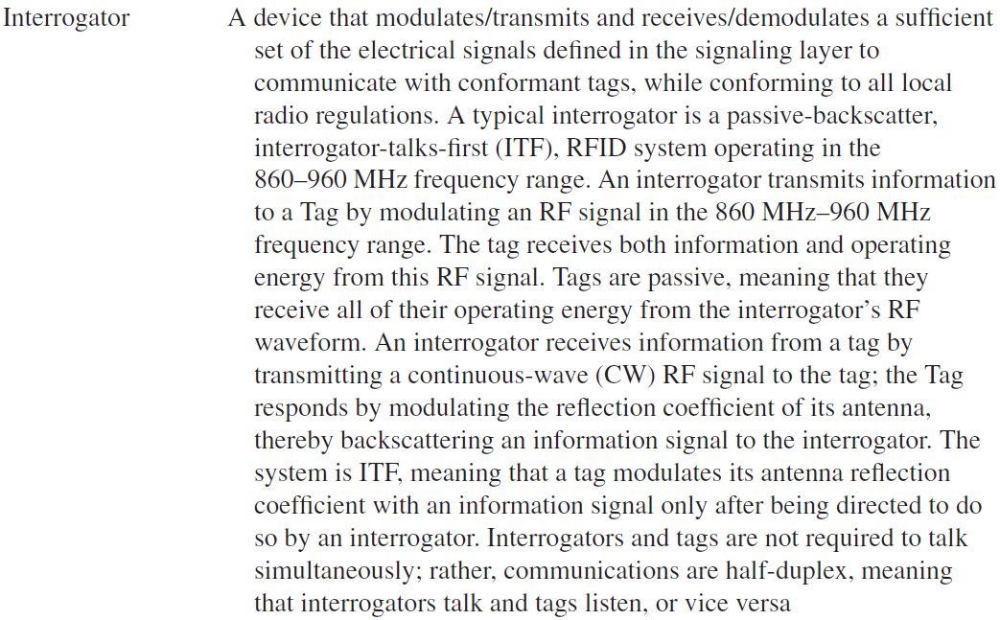 Interrogator A device that modulates/transmits and receives/demodulates a sufficient
set of the electrical signals defined in the signaling layer to
communicate with conformant tags, while conforming to all local
radio regulations. A typical interrogator is a passive-backscatter,
interrogator-talks-first (ITF), RFID system operating in the
860–960 MHz frequency range. An interrogator transmits information
to a Tag by modulating an RF signal in the 860 MHz–960 MHz
frequency range. The tag receives both information and operating
energy from this RF signal. Tags are passive, meaning that they
receive all of their operating energy from the interrogator’s RF
waveform. An interrogator receives information from a tag by
transmitting a continuous-wave (CW) RF signal to the tag; the Tag
responds by modulating the reflection coefficient of its antenna,
thereby backscattering an information signal to the interrogator. The
system is ITF, meaning that a tag modulates its antenna reflection
coefficient with an information signal only after being directed to do
so by an interrogator. Interrogators and tags are not required to talk
simultaneously; rather, communications are half-duplex, meaning
that interrogators talk and tags listen, or vice versa